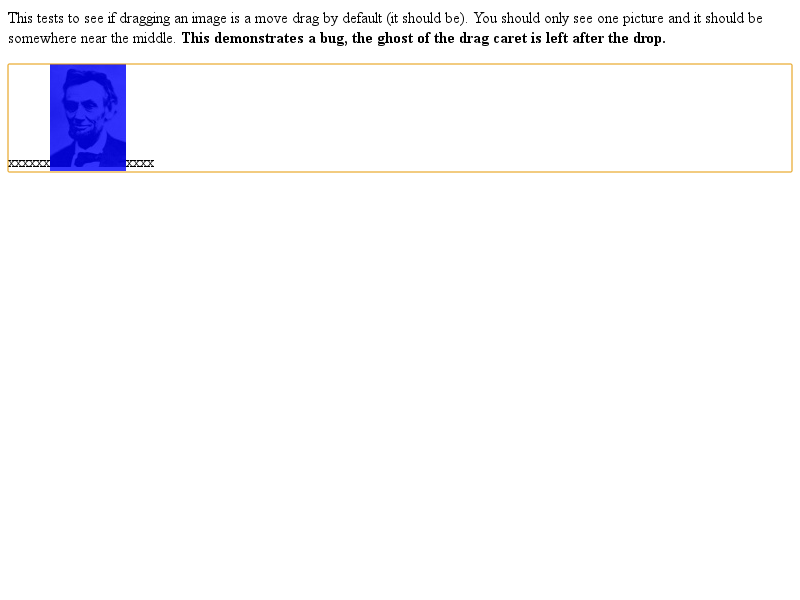 This tests to see if dragging an image is a move drag by default (it should be). You should only see one picture and it should be
somewhere near the middle. This demonstrates a bug, the ghost of the drag caret is left after the drop.
xxxxxx xxxx